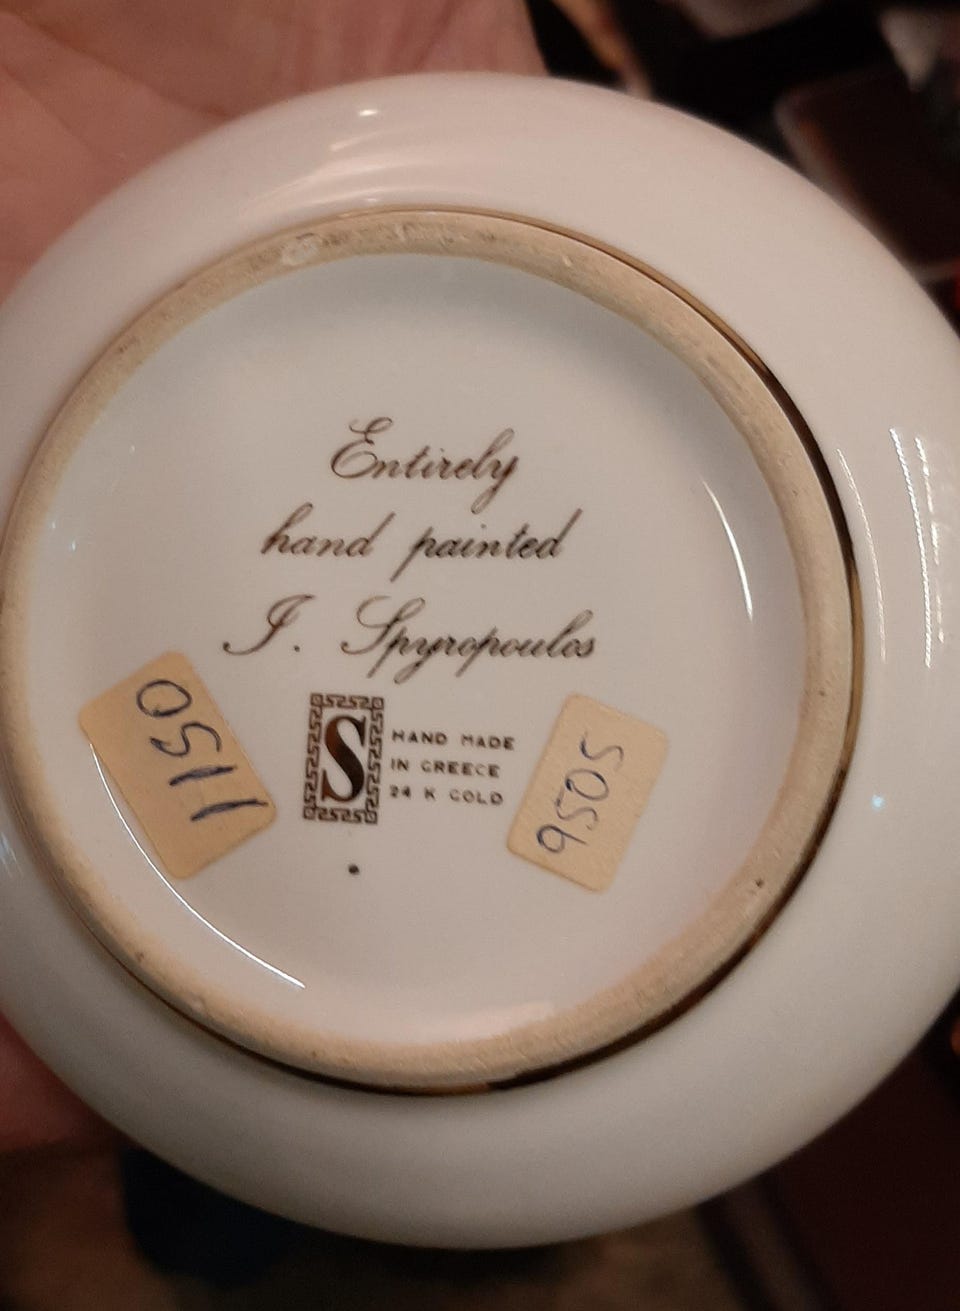 Entirely
hand painted
J. Spyropoulos
1150
S
HAND MADE
IN GREECE
24 K GOLD
9505